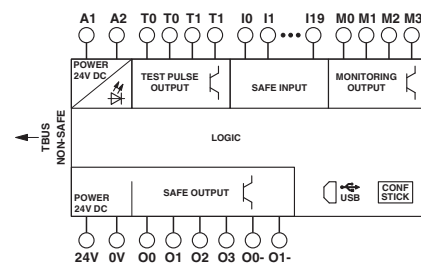 A1 A2 T0 T0 T1 T1 I0 I1 ••• I19 M0 M1 M2 M3
POWER
24V DC
TEST PULSE
OUTPUT
SAFE INPUT
MONITORING
OUTPUT
TBUS
NON-SAFE
LOGIC
POWER
24V DC
SAFE OUTPUT
USB
CONF
STICK
24V 0V O0 O1 O2 O3 O0- O1-